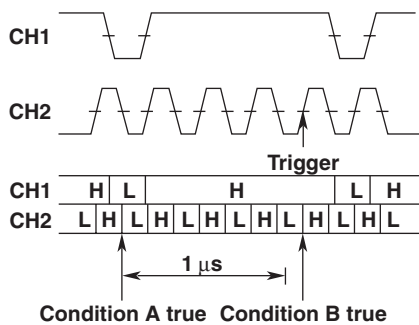 CH1
CH2
Trigger
CH1 H L H L H
CH2 L H L H L H L H L H L H L
1 μs
Condition A true Condition B true